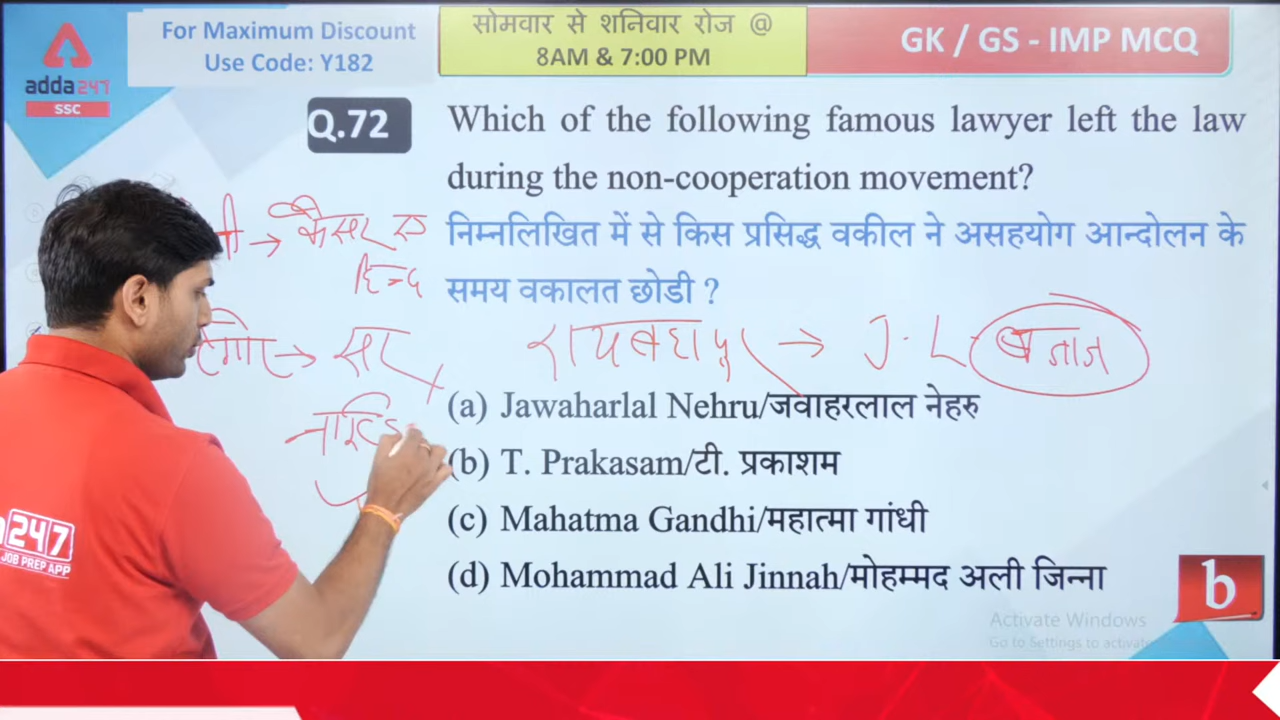 For Maximum Discount
Use Code: Y182
सोमवार से शनिवार रोज @
8AM & 7:00 PM
GK / GS - IMP MCQ
adda247
SSC
Q.72
Which of the following famous lawyer left the law
during the non-cooperation movement?
निम्नलिखित में से किस प्रसिद्ध वकील ने असहयोग आन्दोलन के
समय वकालत छोडी ?
→ कैसर ए
हिन्द
→ सर
रायबहादुर → J. L बजाज
(a) Jawaharlal Nehru/जवाहरलाल नेहरु
(b) T. Prakasam/टी. प्रकाशम
(c) Mahatma Gandhi/महात्मा गांधी
(d) Mohammad Ali Jinnah/मोहम्मद अली जिन्ना
b
247
JOB PREP APP
Activate Windows
Go to Settings to activate